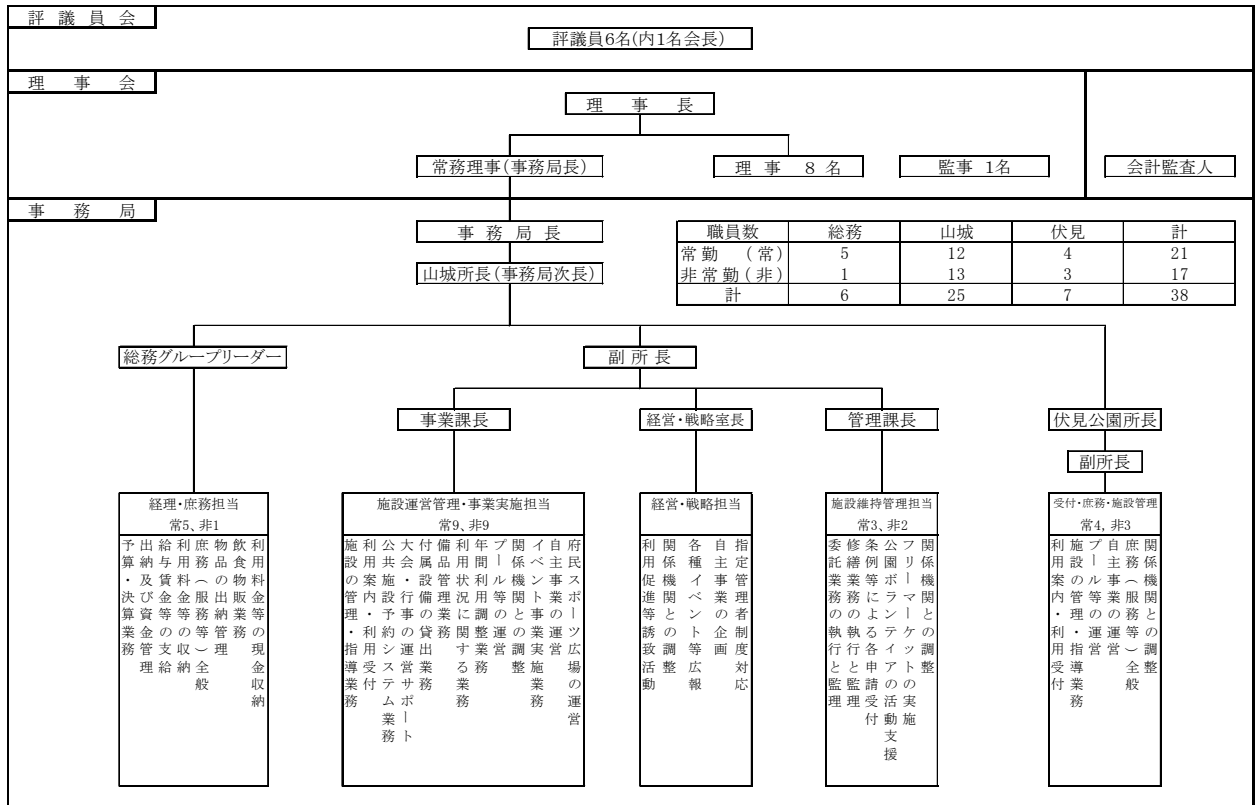 評議員会
評議員6名(内1名会長)
理事会
理事長
常務理事(事務局長)
理事 8名
監事 1名
会計監査人
事務局
事務局長
山城所長(事務局次長)
職員数 総務 山城 伏見 計
常勤 (常) 5 12 4 21
非常勤(非) 1 13 3 17
計 6 25 7 38
総務グループリーダー
副所長
事業課長
経営・戦略室長
管理課長
伏見公園所長
副所長
経理・庶務担当
常5、非1
予算・決算業務
出納及び資金管理
給与賃金等の支給
利用料金等の収納
庶務(服務等)全般
物品の出納管理
飲食物販業務
利用料金等の現金収納
施設運営管理・事業実施担当
常9、非9
施設の管理・指導業務
利用案内・利用受付
公共施設予約システム業務
大会・行事の運営サポート
付属設備の貸出業務
備品管理業務
利用状況に関する業務
年間利用調整業務
プール等の運営
関係機関との調整
イベント事業実施業務
自主事業の運営
府民スポーツ広場の運営
経営・戦略担当
利用促進等誘致活動
関係機関との調整
各種イベント等広報
自主事業の企画
指定管理者制度対応
施設維持管理担当
常3、非2
委託業務の執行と監理
修繕業務の執行と監理
条例等による各申請受付
公園ボランティアの活動支援
フリーマーケットの実施
関係機関との調整
受付・庶務・施設管理
常4, 非3
利用案内・利用受付
施設の管理・指導業務
プール等の運営
自主事業の運営
庶務(服務等)全般
関係機関との調整